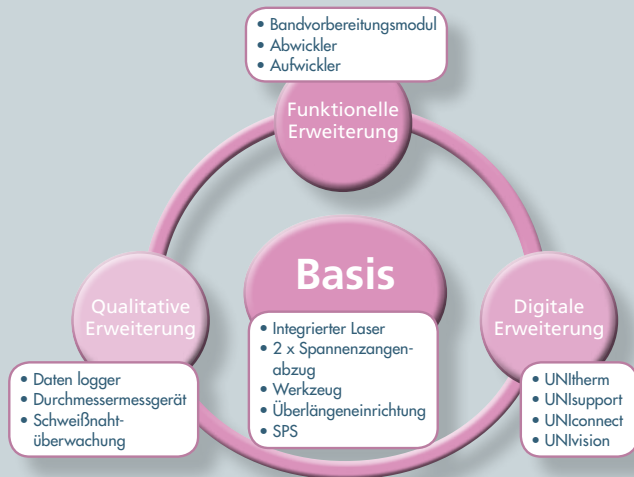 • Bandvorbereitungsmodul
• Abwickler
• Aufwickler
Funktionelle
Erweiterung
Basis
• Integrierter Laser
• 2 x Spannenzangen-
abzug
• Werkzeug
• Überlängeneinrichtung
• SPS
Qualitative
Erweiterung
• Daten logger
• Durchmessermessgerät
• Schweißnaht-
überwachung
Digitale
Erweiterung
• UNItherm
• UNIsupport
• UNIconnect
• UNIvision